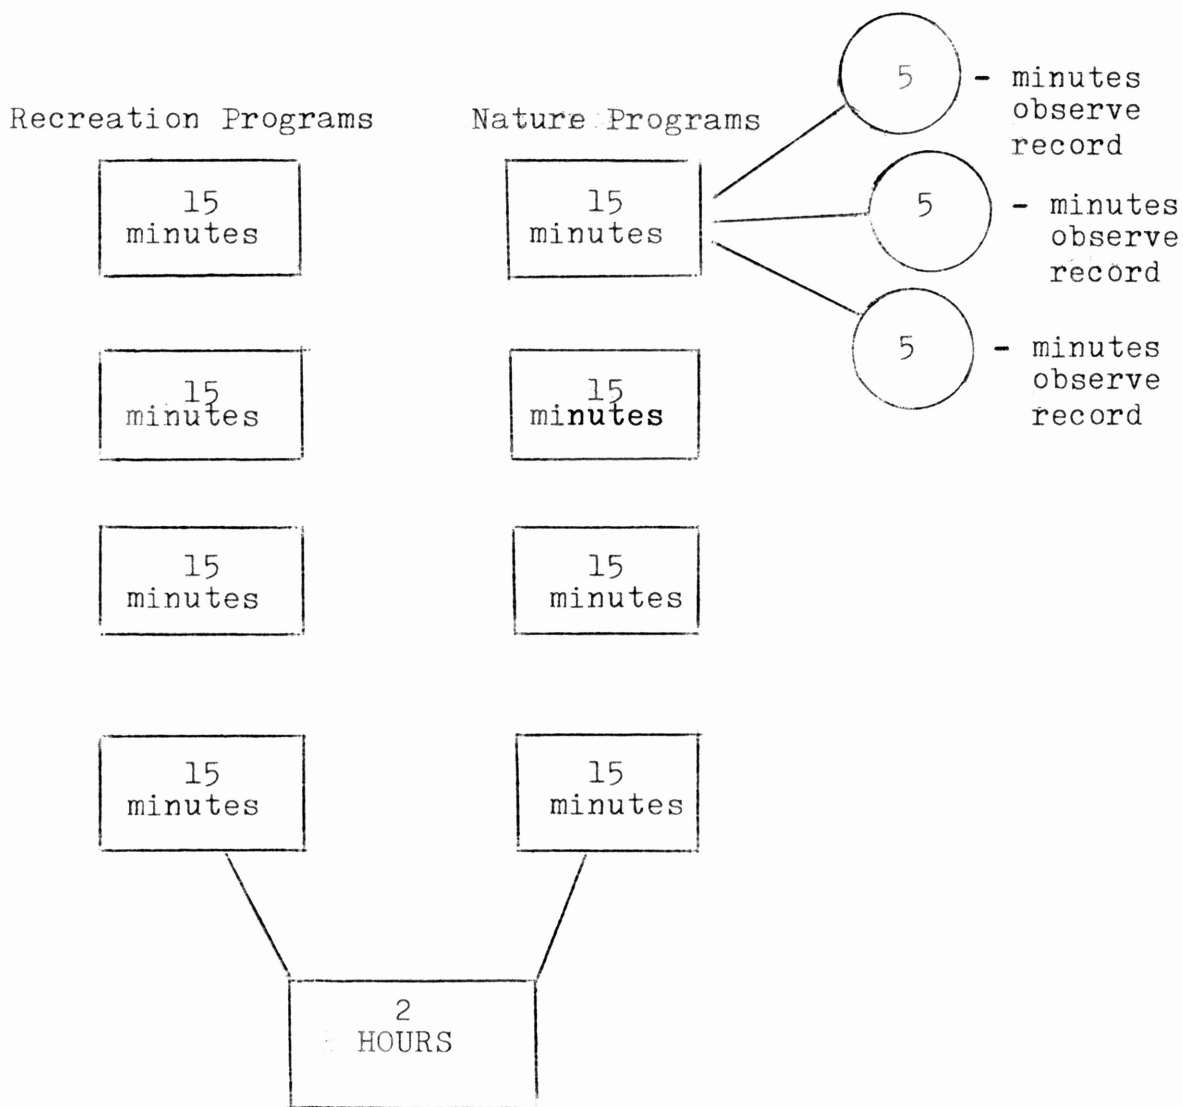 Recreation Programs
Nature Programs
5
- minutes
observe
record
15
minutes
15
minutes
5
- minutes
observe
record
5
- minutes
observe
record
15
minutes
15
minutes
15
minutes
15
minutes
15
minutes
15
minutes
2
HOURS